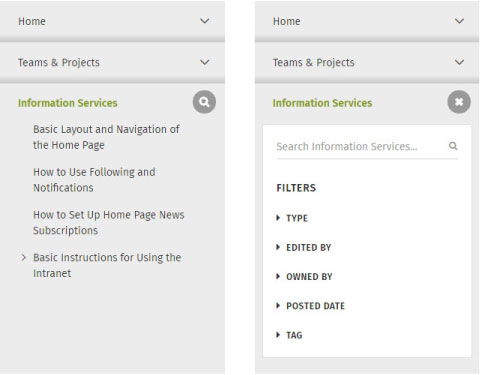 Home
Teams & Projects
Information Services
Basic Layout and Navigation of
the Home Page
How to Use Following and
Notifications
How to Set Up Home Page News
Subscriptions
Basic Instructions for Using the
Intranet
Home
Teams & Projects
Information Services
Search Information Services...
FILTERS
TYPE
EDITED BY
OWNED BY
POSTED DATE
TAG